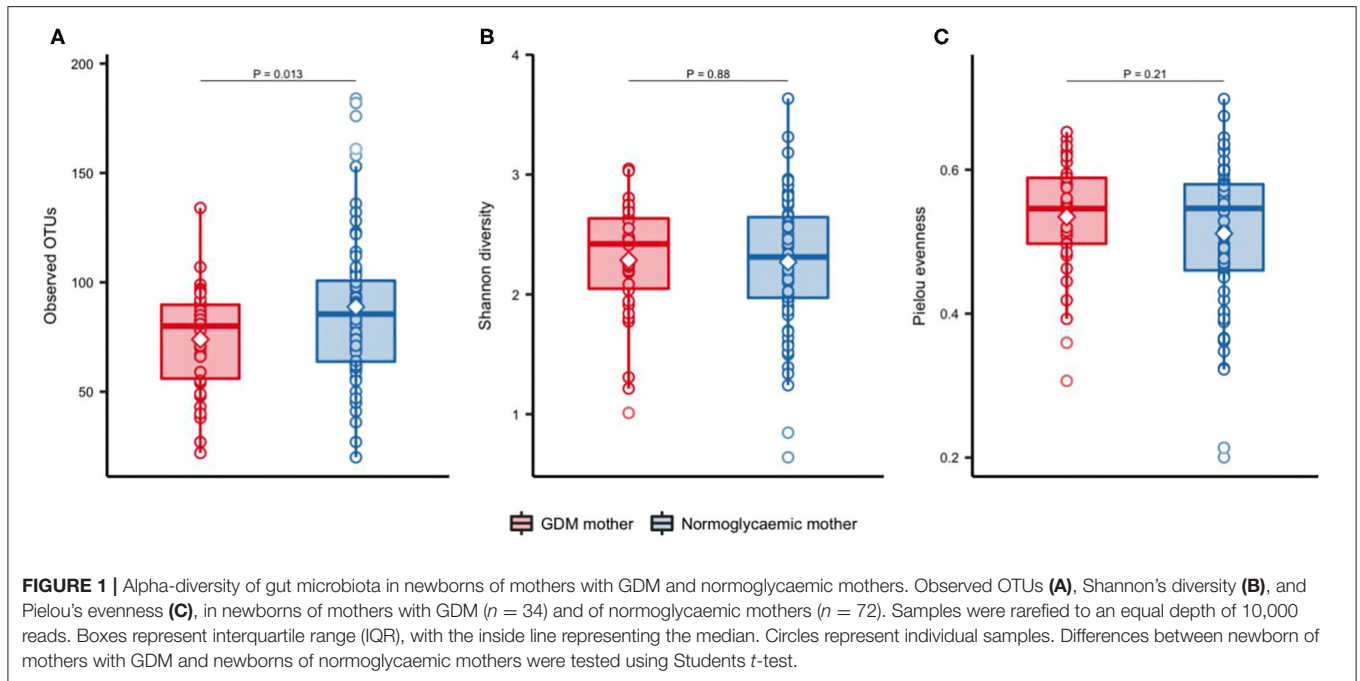 A
B
C
200
150
100
50
Observed OTUs
P = 0.013
4
3
2
1
Shannon diversity
P = 0.88
0.6
0.4
0.2
Pielou evenness
P = 0.21
GDM mother
Normoglycaemic mother
FIGURE 1 | Alpha-diversity of gut microbiota in newborns of mothers with GDM and normoglycaemic mothers. Observed OTUs (A), Shannon's diversity (B), and
Pielou's evenness (C), in newborns of mothers with GDM (n = 34) and of normoglycaemic mothers (n = 72). Samples were rarefied to an equal depth of 10,000
reads. Boxes represent interquartile range (IQR), with the inside line representing the median. Circles represent individual samples. Differences between newborn of
mothers with GDM and newborns of normoglycaemic mothers were tested using Students t-test.